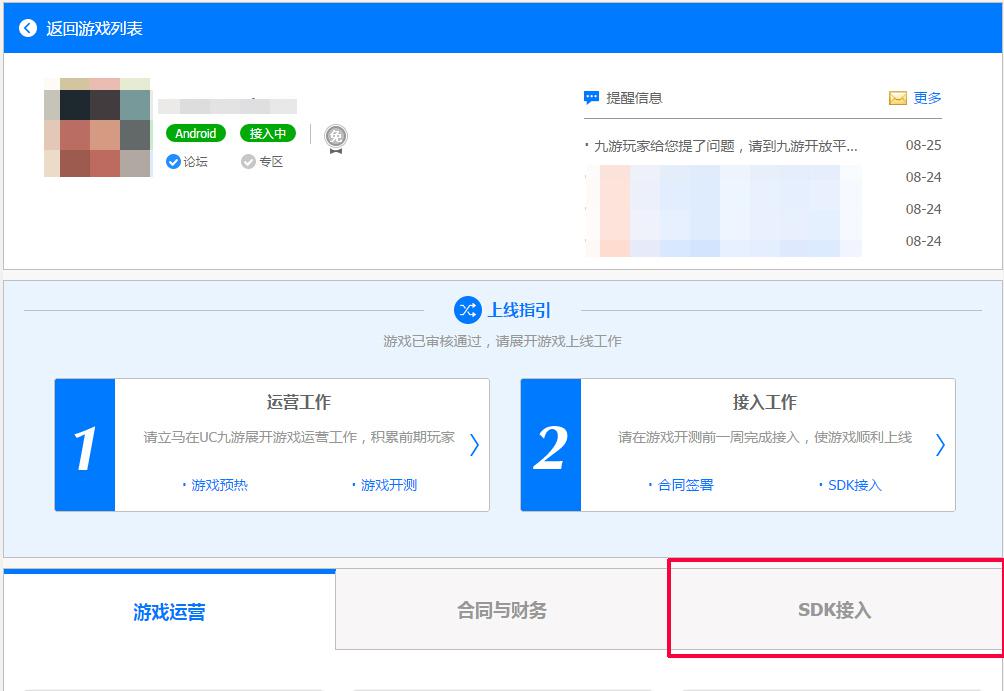 返回游戏列表
Android
接入中
免
论坛
专区
提醒信息
更多
· 九游玩家给您提了问题，请到九游开放平... 08-25
08-24
08-24
08-24
上线指引
游戏已审核通过，请展开游戏上线工作
1
运营工作
请立马在UC九游展开游戏运营工作，积累前期玩家
· 游戏预热
· 游戏开测
2
接入工作
请在游戏开测前一周完成接入，使游戏顺利上线
· 合同签署
· SDK接入
游戏运营
合同与财务
SDK接入